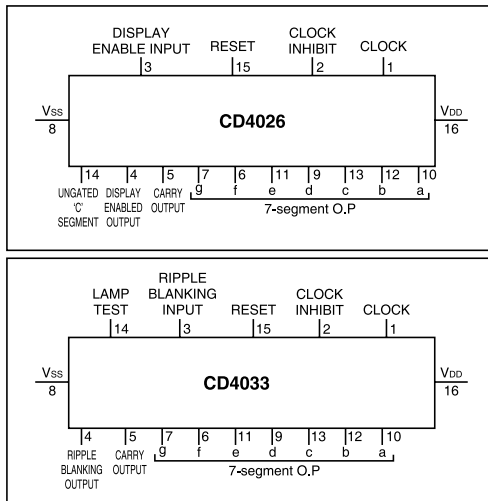 DISPLAY ENABLE INPUT RESET CLOCK INHIBIT CLOCK
3 15 2 1
VSS 8 CD4026 VDD 16
14 4 5 7 6 11 9 13 12 10
g f e d c b a
UNGATED 'C' SEGMENT DISPLAY ENABLED OUTPUT CARRY OUTPUT
7-segment O.P
LAMP TEST RIPPLE BLANKING INPUT RESET CLOCK INHIBIT CLOCK
14 3 15 2 1
VSS 8 CD4033 VDD 16
4 5 7 6 11 9 13 12 10
g f e d c b a
RIPPLE BLANKING OUTPUT CARRY OUTPUT
7-segment O.P